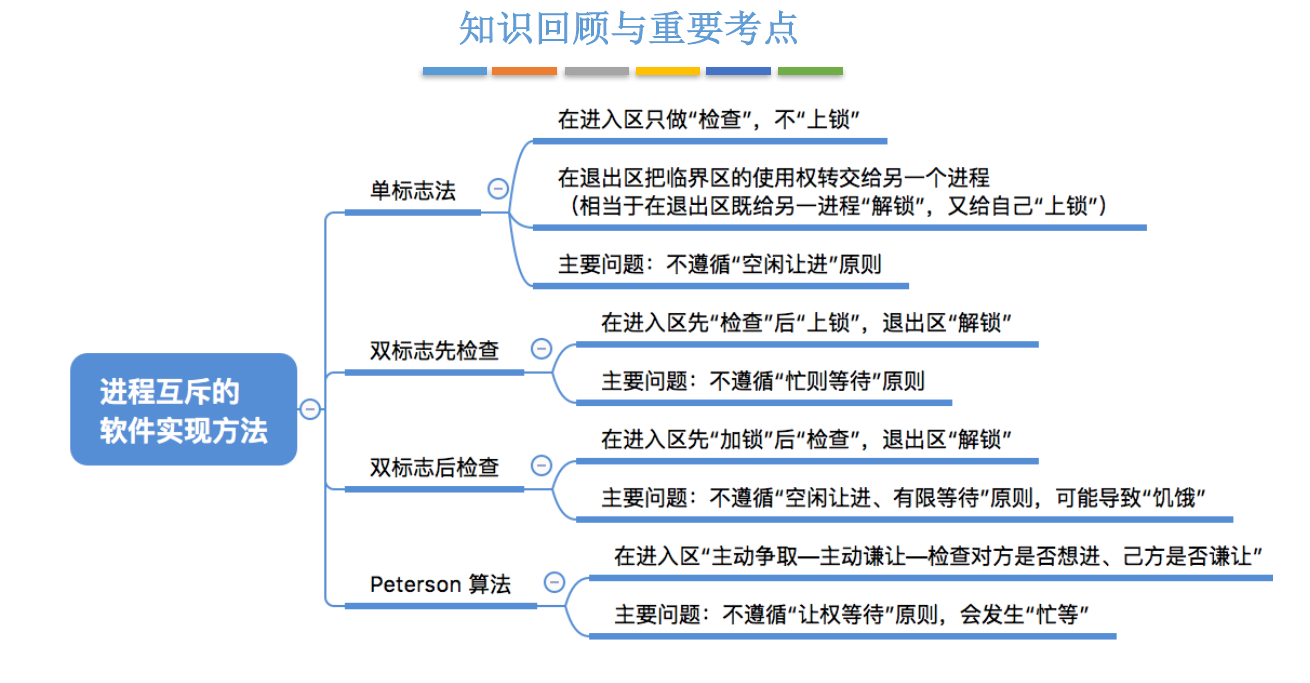 知识回顾与重要考点
在进入区只做“检查”，不“上锁”
单标志法
在退出区把临界区的使用权转交给另一个进程
（相当于在退出区既给另一进程“解锁”，又给自己“上锁”）
主要问题：不遵循“空闲让进”原则
在进入区先“检查”后“上锁”，退出区“解锁”
双标志先检查
主要问题：不遵循“忙则等待”原则
进程互斥的
软件实现方法
在进入区先“加锁”后“检查”，退出区“解锁”
双标志后检查
主要问题：不遵循“空闲让进、有限等待”原则，可能导致“饥饿”
在进入区“主动争取—主动谦让—检查对方是否想进、己方是否谦让”
Peterson 算法
主要问题：不遵循“让权等待”原则，会发生“忙等”